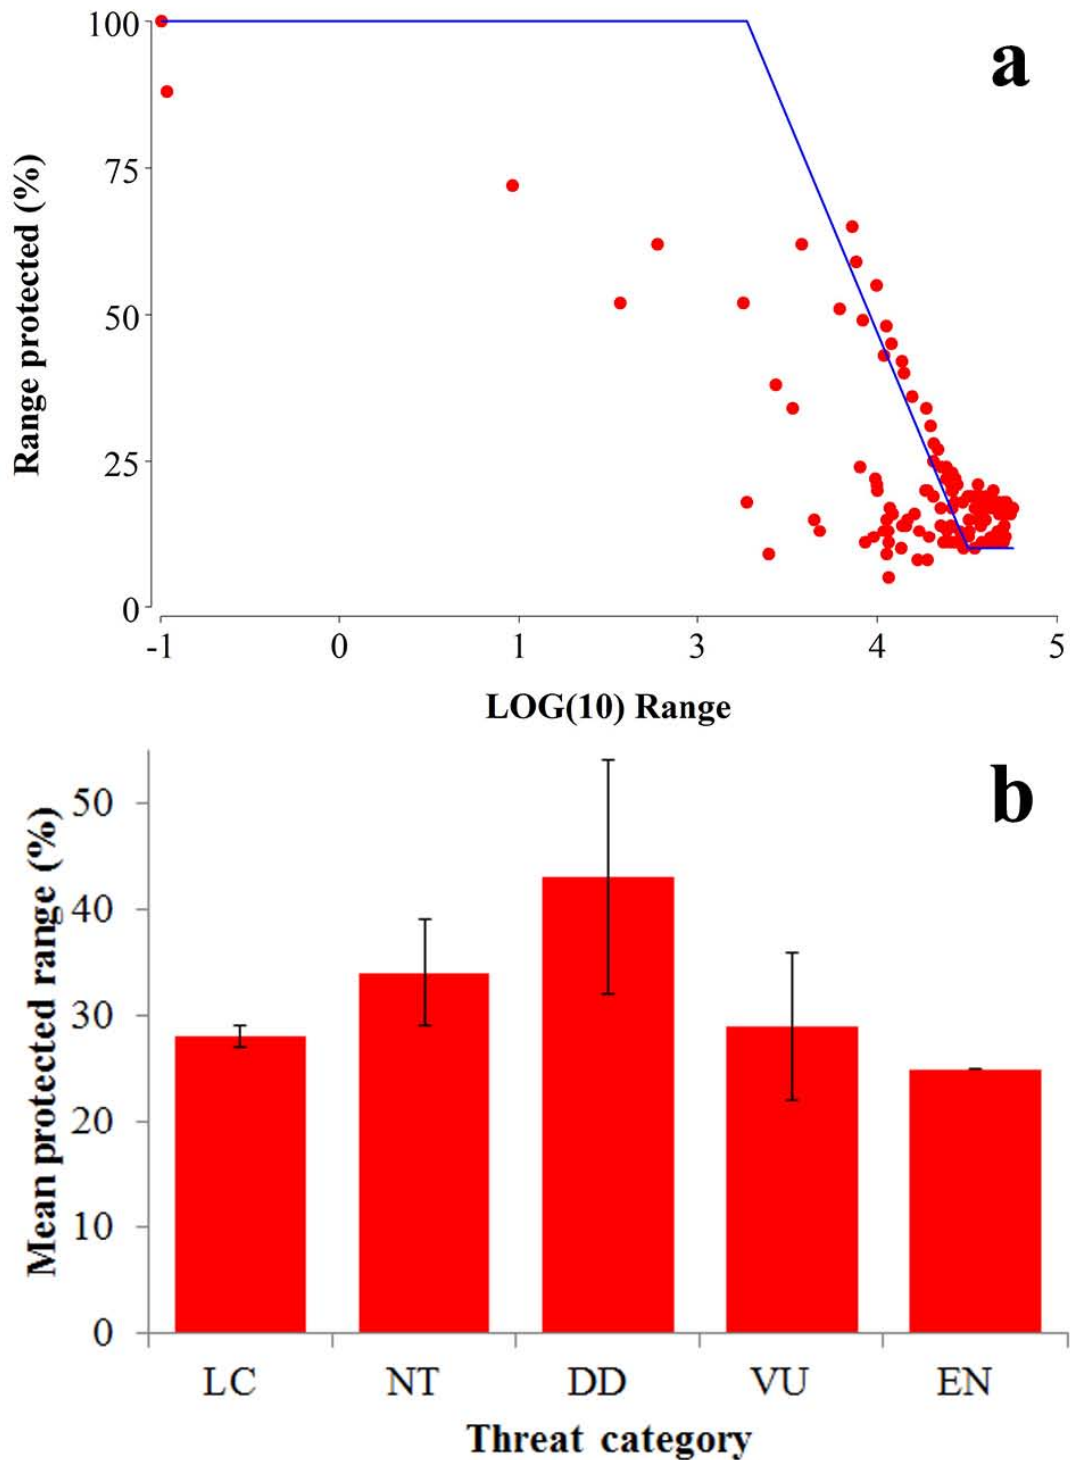 a
Range protected (%)
100
75
50
25
0
-1 0 1 3 4 5
LOG(10) Range
b
Mean protected range (%)
50
40
30
20
10
0
LC NT DD VU EN
Threat category